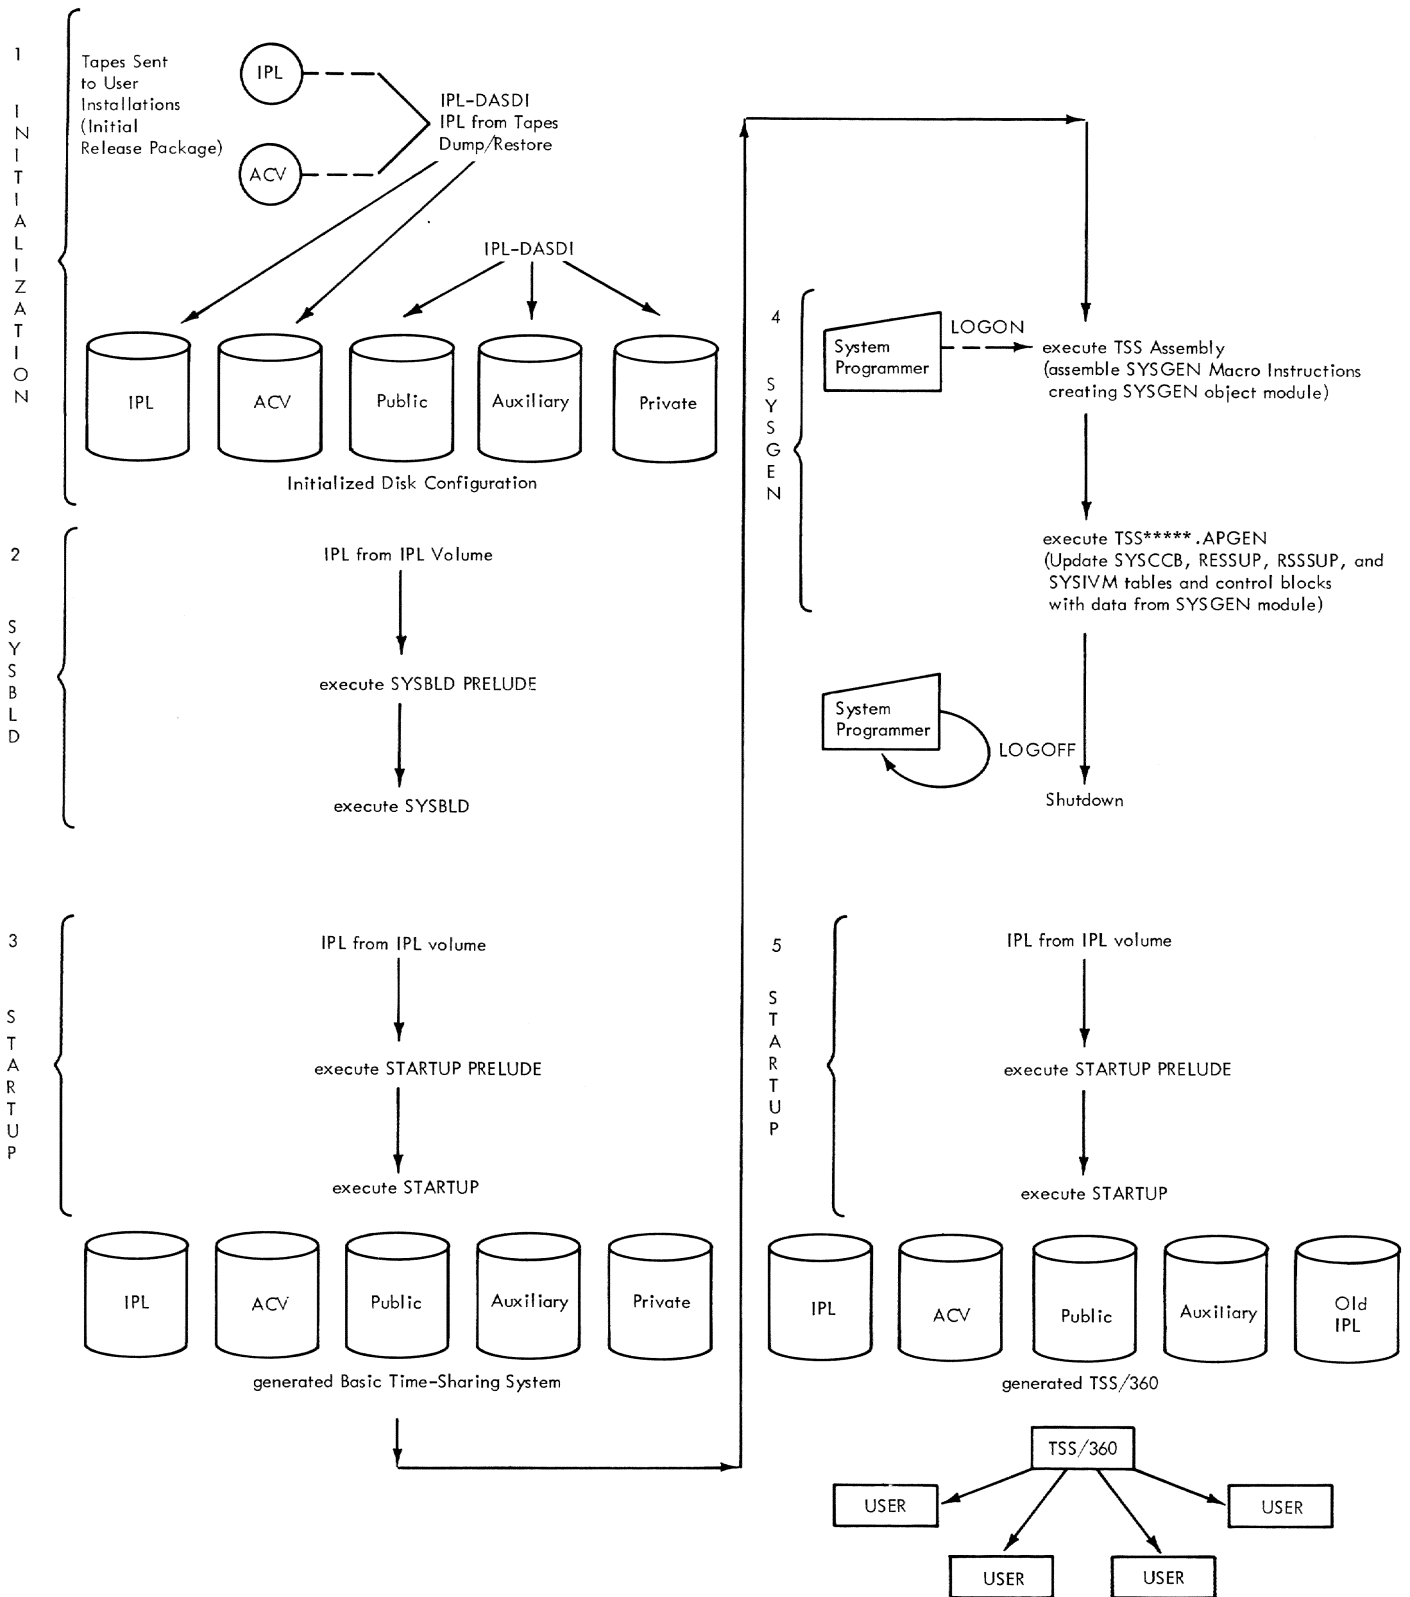 1
INITIALIZATION
Tapes Sent
to User
Installations
(Initial
Release Package)
IPL
ACV
IPL-DASDI
IPL from Tapes
Dump/Restore
IPL-DASDI
IPL
ACV
Public
Auxiliary
Private
Initialized Disk Configuration
2
SYSBLD
IPL from IPL Volume
execute SYSBLD PRELUDE
execute SYSBLD
3
STARTUP
IPL from IPL volume
execute STARTUP PRELUDE
execute STARTUP
IPL
ACV
Public
Auxiliary
Private
generated Basic Time-Sharing System
4
SYSGEN
System
Programmer
LOGON
execute TSS Assembly
(assemble SYSGEN Macro Instructions
creating SYSGEN object module)
execute TSS*****.APGEN
(Update SYSCCB, RESSUP, RSSSUP, and
SYSIVM tables and control blocks
with data from SYSGEN module)
System
Programmer
LOGOFF
Shutdown
5
STARTUP
IPL from IPL volume
execute STARTUP PRELUDE
execute STARTUP
IPL
ACV
Public
Auxiliary
Old
IPL
generated TSS/360
TSS/360
USER
USER
USER
USER